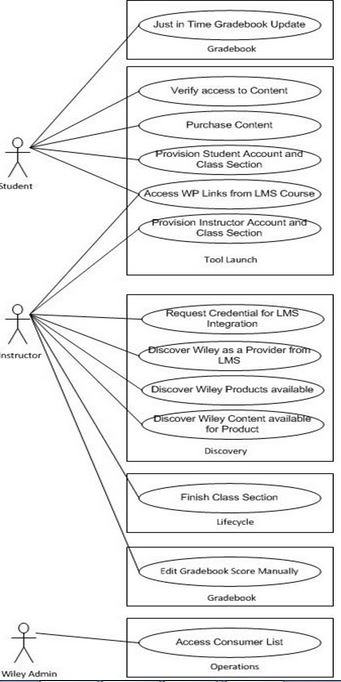 Just in Time Gradebook Update
Gradebook
Verify access to Content
Purchase Content
Provision Student Account and
Class Section
Student
Access WP Links from LMS Course
Provision Instructor Account and
Class Section
Tool Launch
Request Credential for LMS
Integration
Instructor
Discover Wiley as a Provider from
LMS
Discover Wiley Products available
Discover Wiley Content available
for Product
Discovery
Finish Class Section
Lifecycle
Edit Gradebook Score Manually
Gradebook
Access Consumer List
Wiley Admin
Operations